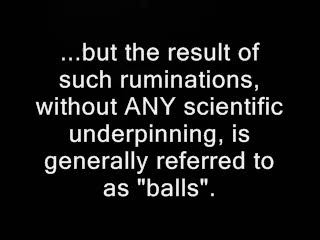 ...but the result of
such ruminations,
without ANY scientific
underpinning, is
generally referred to
as "balls".